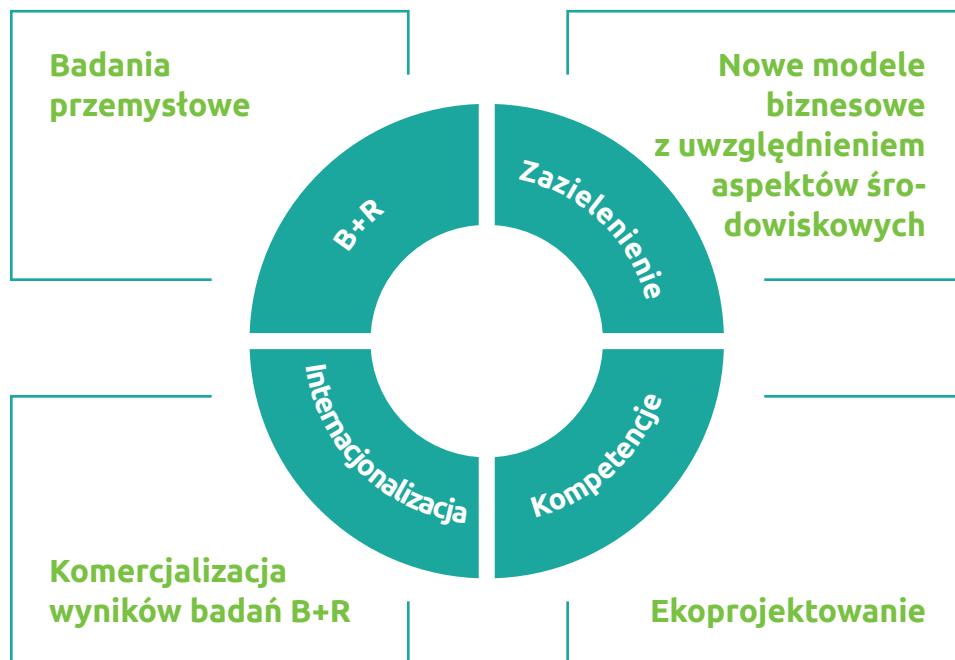 Badania
przemysłowe
Nowe modele
biznesowe
z uwzględnieniem
aspektów śro-
dowiskowych
B+R
Zazielenienie
Internacjonalizacja
Kompetencje
Komercjalizacja
wyników badań B+R
Ekoprojektowanie